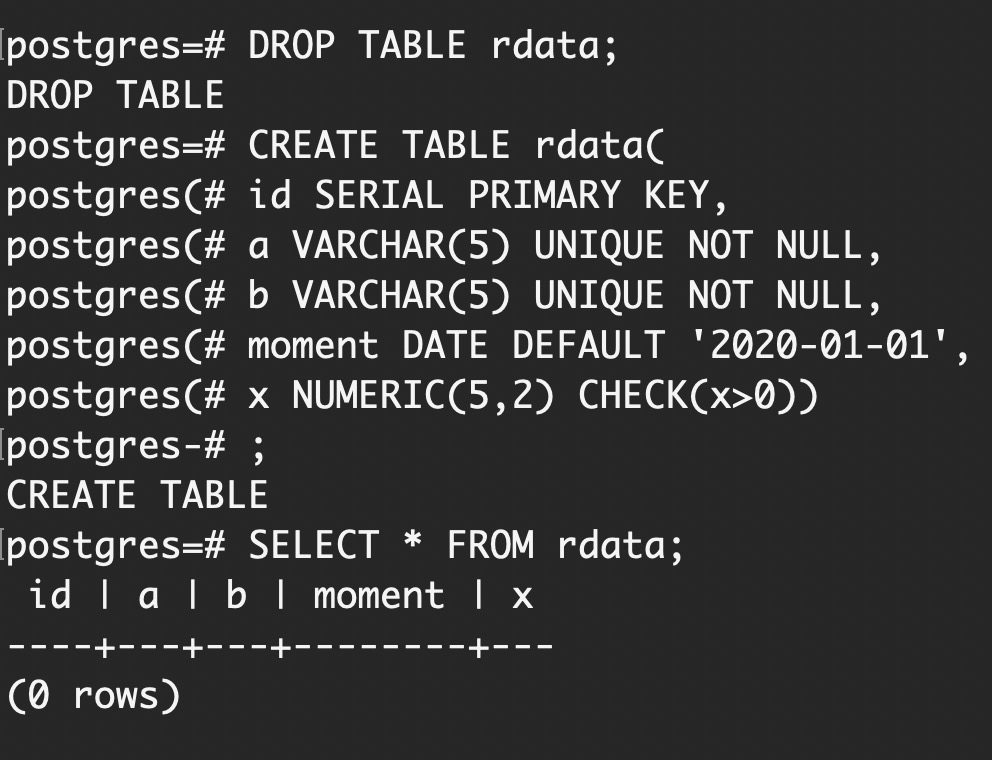 postgres=# DROP TABLE rdata;
DROP TABLE
postgres=# CREATE TABLE rdata(
postgres(# id SERIAL PRIMARY KEY,
postgres(# a VARCHAR(5) UNIQUE NOT NULL,
postgres(# b VARCHAR(5) UNIQUE NOT NULL,
postgres(# moment DATE DEFAULT '2020-01-01',
postgres(# x NUMERIC(5,2) CHECK(x>0))
postgres-# ;
CREATE TABLE
postgres=# SELECT * FROM rdata;
 id | a | b | moment | x
----+---+---+--------+---
(0 rows)